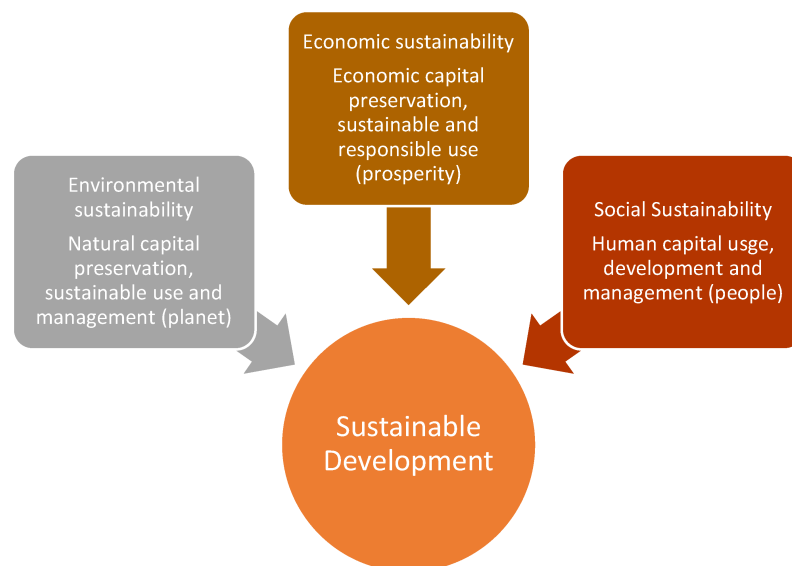 Economic sustainability
Economic capital
preservation,
sustainable and
responsible use
(prosperity)
Environmental
sustainability
Natural capital
preservation,
sustainable use and
management (planet)
Social Sustainability
Human capital usge,
development and
management (people)
Sustainable
Development